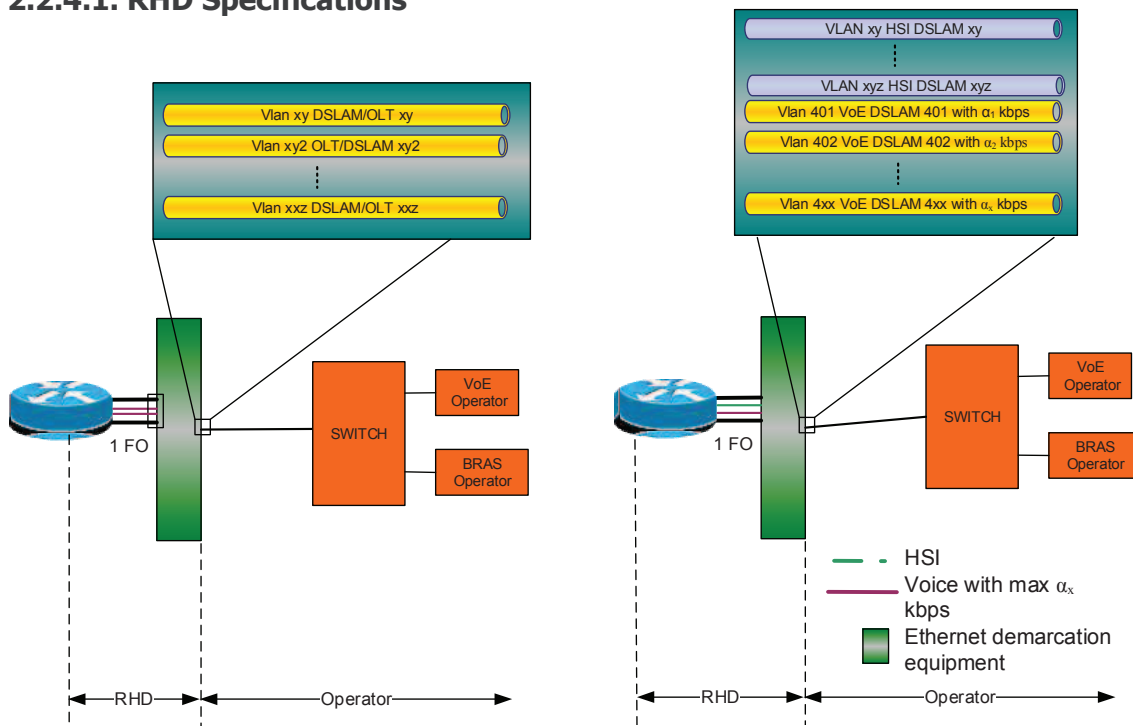 2.2.4.1. RHD Specifications
Vlan xy DSLAM/OLT xy
Vlan xy2 OLT/DSLAM xy2
Vlan xxz DSLAM/OLT xxz
1 FO
SWITCH
VoE
Operator
BRAS
Operator
RHD
Operator
VLAN xy HSI DSLAM xy
VLAN xyz HSI DSLAM xyz
Vlan 401 VoE DSLAM 401 with α₁ kbps
Vlan 402 VoE DSLAM 402 with α₂ kbps
Vlan 4xx VoE DSLAM 4xx with αₓ kbps
1 FO
SWITCH
VoE
Operator
BRAS
Operator
HSI
Voice with max αₓ
kbps
Ethernet demarcation
equipment
RHD
Operator